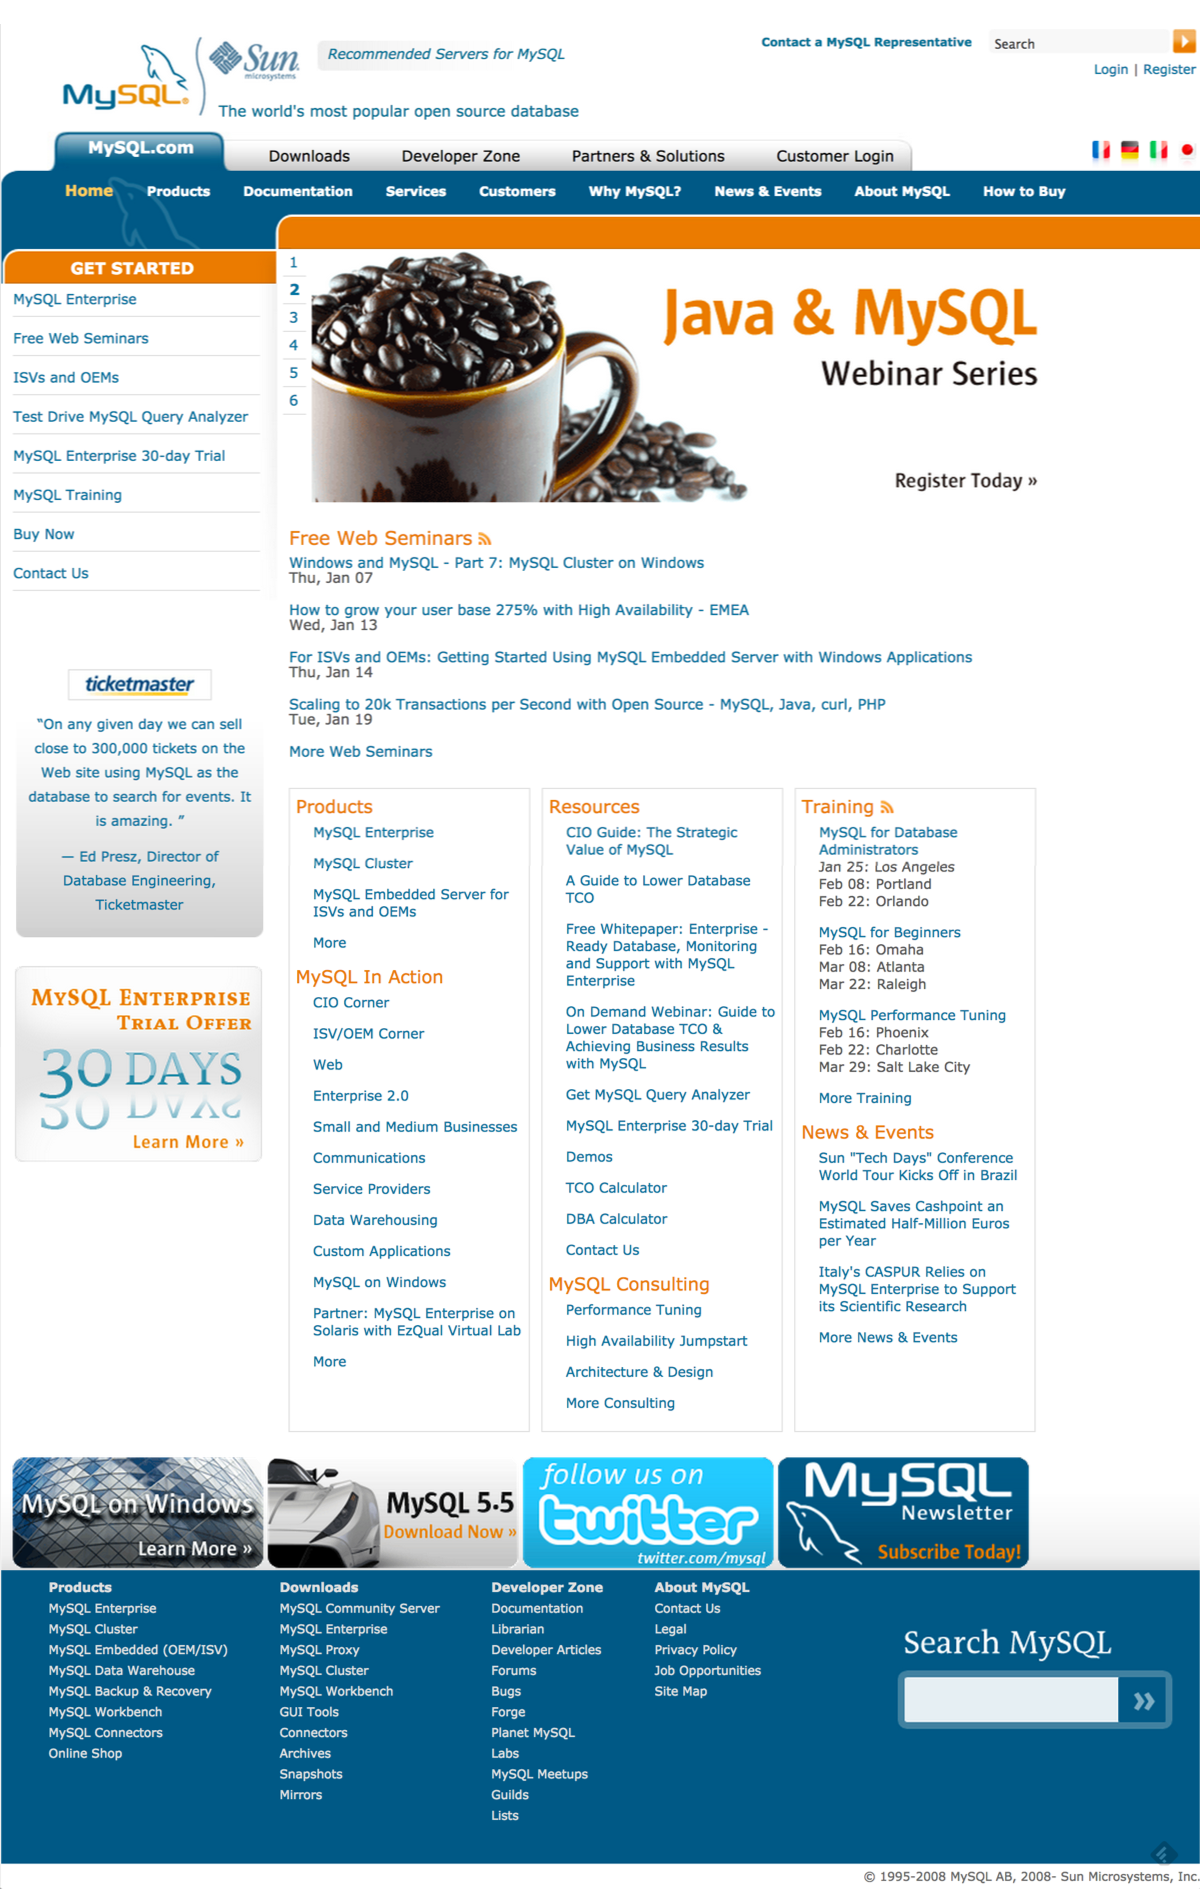 MySQL®
Sun
microsystems
Recommended Servers for MySQL
The world's most popular open source database
Contact a MySQL Representative
Search
Login | Register
MySQL.com
Downloads
Developer Zone
Partners & Solutions
Customer Login
Home
Products
Documentation
Services
Customers
Why MySQL?
News & Events
About MySQL
How to Buy
GET STARTED
MySQL Enterprise
Free Web Seminars
ISVs and OEMs
Test Drive MySQL Query Analyzer
MySQL Enterprise 30-day Trial
MySQL Training
Buy Now
Contact Us
ticketmaster
“On any given day we can sell
close to 300,000 tickets on the
Web site using MySQL as the
database to search for events. It
is amazing. ”
— Ed Presz, Director of
Database Engineering,
Ticketmaster
MySQL Enterprise
Trial Offer
30 DAYS
Learn More »
1
2
3
4
5
6
Java & MySQL
Webinar Series
Register Today »
Free Web Seminars
Windows and MySQL - Part 7: MySQL Cluster on Windows
Thu, Jan 07
How to grow your user base 275% with High Availability - EMEA
Wed, Jan 13
For ISVs and OEMs: Getting Started Using MySQL Embedded Server with Windows Applications
Thu, Jan 14
Scaling to 20k Transactions per Second with Open Source - MySQL, Java, curl, PHP
Tue, Jan 19
More Web Seminars
Products
MySQL Enterprise
MySQL Cluster
MySQL Embedded Server for
ISVs and OEMs
More
MySQL In Action
CIO Corner
ISV/OEM Corner
Web
Enterprise 2.0
Small and Medium Businesses
Communications
Service Providers
Data Warehousing
Custom Applications
MySQL on Windows
Partner: MySQL Enterprise on
Solaris with EzQual Virtual Lab
More
Resources
CIO Guide: The Strategic
Value of MySQL
A Guide to Lower Database
TCO
Free Whitepaper: Enterprise -
Ready Database, Monitoring
and Support with MySQL
Enterprise
On Demand Webinar: Guide to
Lower Database TCO &
Achieving Business Results
with MySQL
Get MySQL Query Analyzer
MySQL Enterprise 30-day Trial
Demos
TCO Calculator
DBA Calculator
Contact Us
MySQL Consulting
Performance Tuning
High Availability Jumpstart
Architecture & Design
More Consulting
Training
MySQL for Database
Administrators
Jan 25: Los Angeles
Feb 08: Portland
Feb 22: Orlando
MySQL for Beginners
Feb 16: Omaha
Mar 08: Atlanta
Mar 22: Raleigh
MySQL Performance Tuning
Feb 16: Phoenix
Feb 22: Charlotte
Mar 29: Salt Lake City
More Training
News & Events
Sun "Tech Days" Conference
World Tour Kicks Off in Brazil
MySQL Saves Cashpoint an
Estimated Half-Million Euros
per Year
Italy's CASPUR Relies on
MySQL Enterprise to Support
its Scientific Research
More News & Events
MySQL on Windows
Learn More »
MySQL 5.5
Download Now »
follow us on
twitter
twitter.com/mysql
MySQL
Newsletter
Subscribe Today!
Products
MySQL Enterprise
MySQL Cluster
MySQL Embedded (OEM/ISV)
MySQL Data Warehouse
MySQL Backup & Recovery
MySQL Workbench
MySQL Connectors
Online Shop
Downloads
MySQL Community Server
MySQL Enterprise
MySQL Proxy
MySQL Cluster
MySQL Workbench
GUI Tools
Connectors
Archives
Snapshots
Mirrors
Developer Zone
Documentation
Librarian
Developer Articles
Forums
Bugs
Forge
Planet MySQL
Labs
MySQL Meetups
Guilds
Lists
About MySQL
Contact Us
Legal
Privacy Policy
Job Opportunities
Site Map
Search MySQL
© 1995-2008 MySQL AB, 2008- Sun Microsystems, Inc.